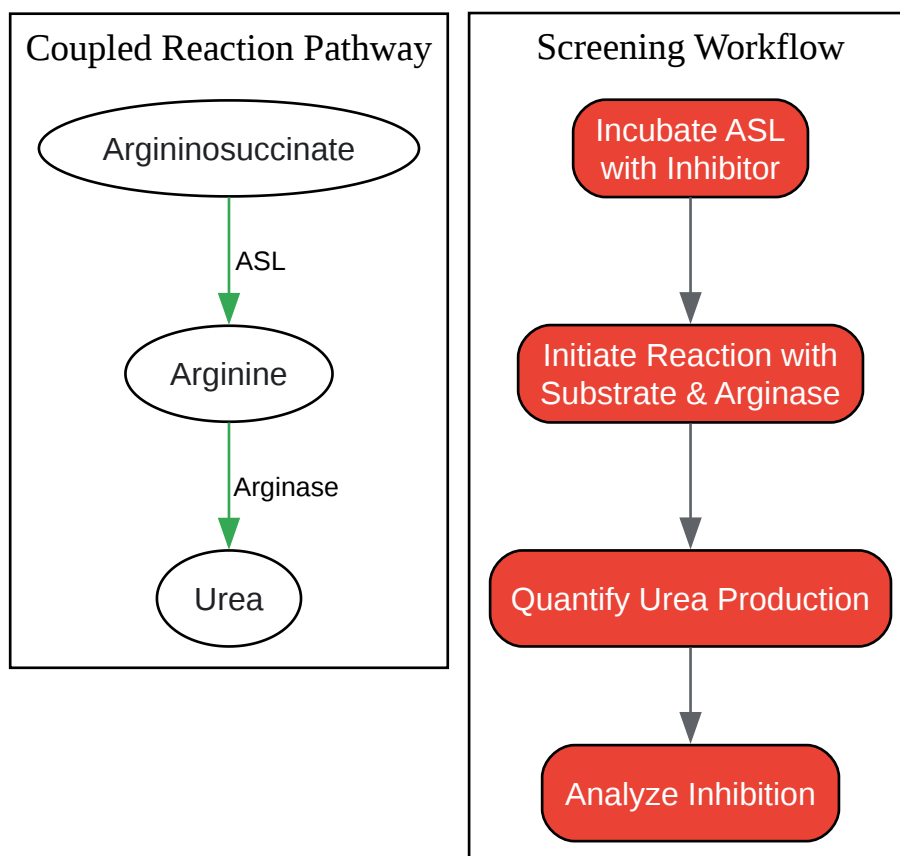 Coupled Reaction Pathway
Argininosuccinate
ASL
Arginine
Arginase
Urea
Screening Workflow
Incubate ASL
with Inhibitor
Initiate Reaction with
Substrate & Arginase
Quantify Urea Production
Analyze Inhibition